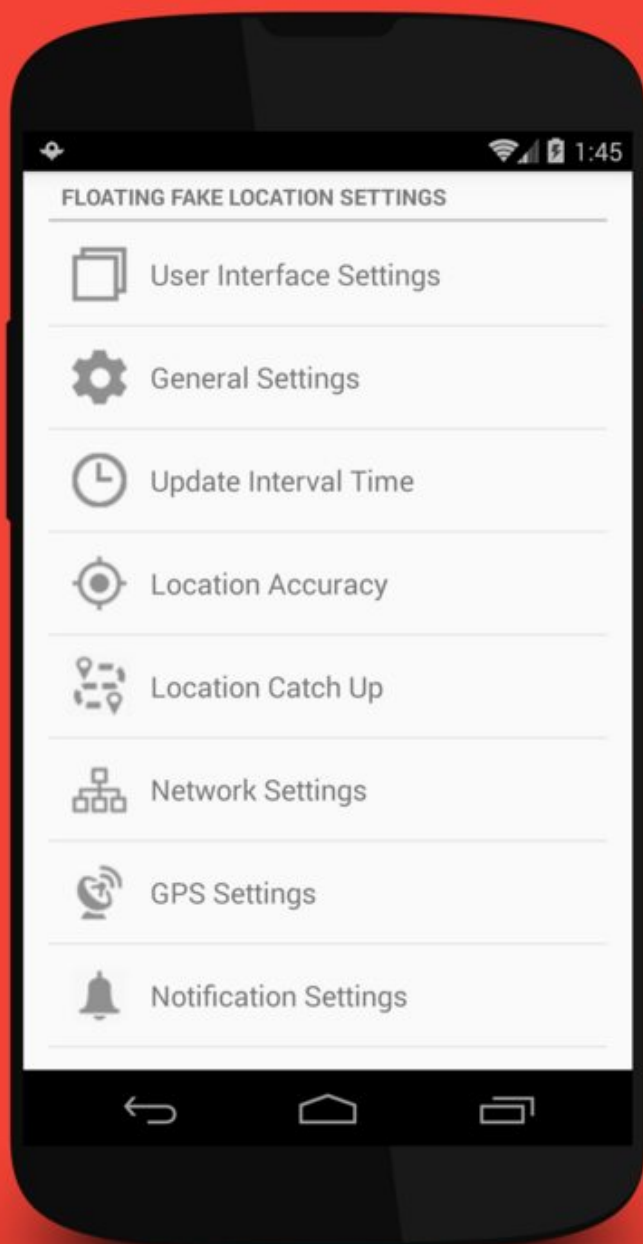 1:45
FLOATING FAKE LOCATION SETTINGS
User Interface Settings
General Settings
Update Interval Time
Location Accuracy
Location Catch Up
Network Settings
GPS Settings
Notification Settings